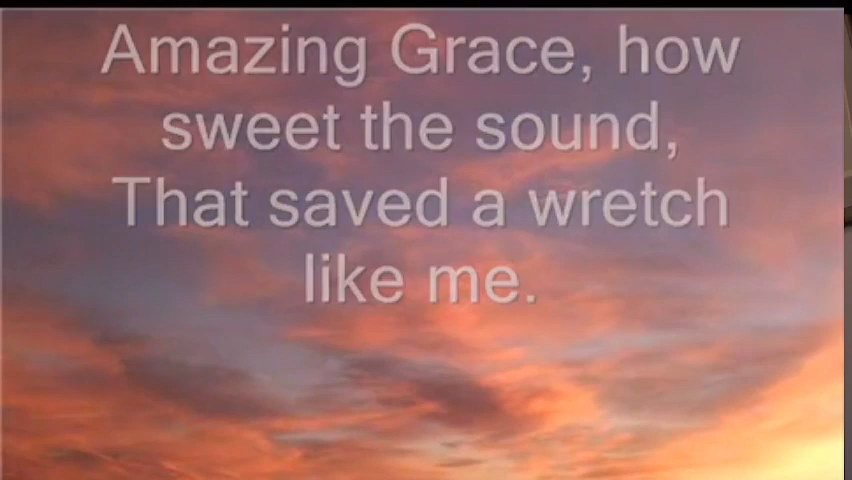 Amazing Grace, how
sweet the sound,
That saved a wretch
like me.